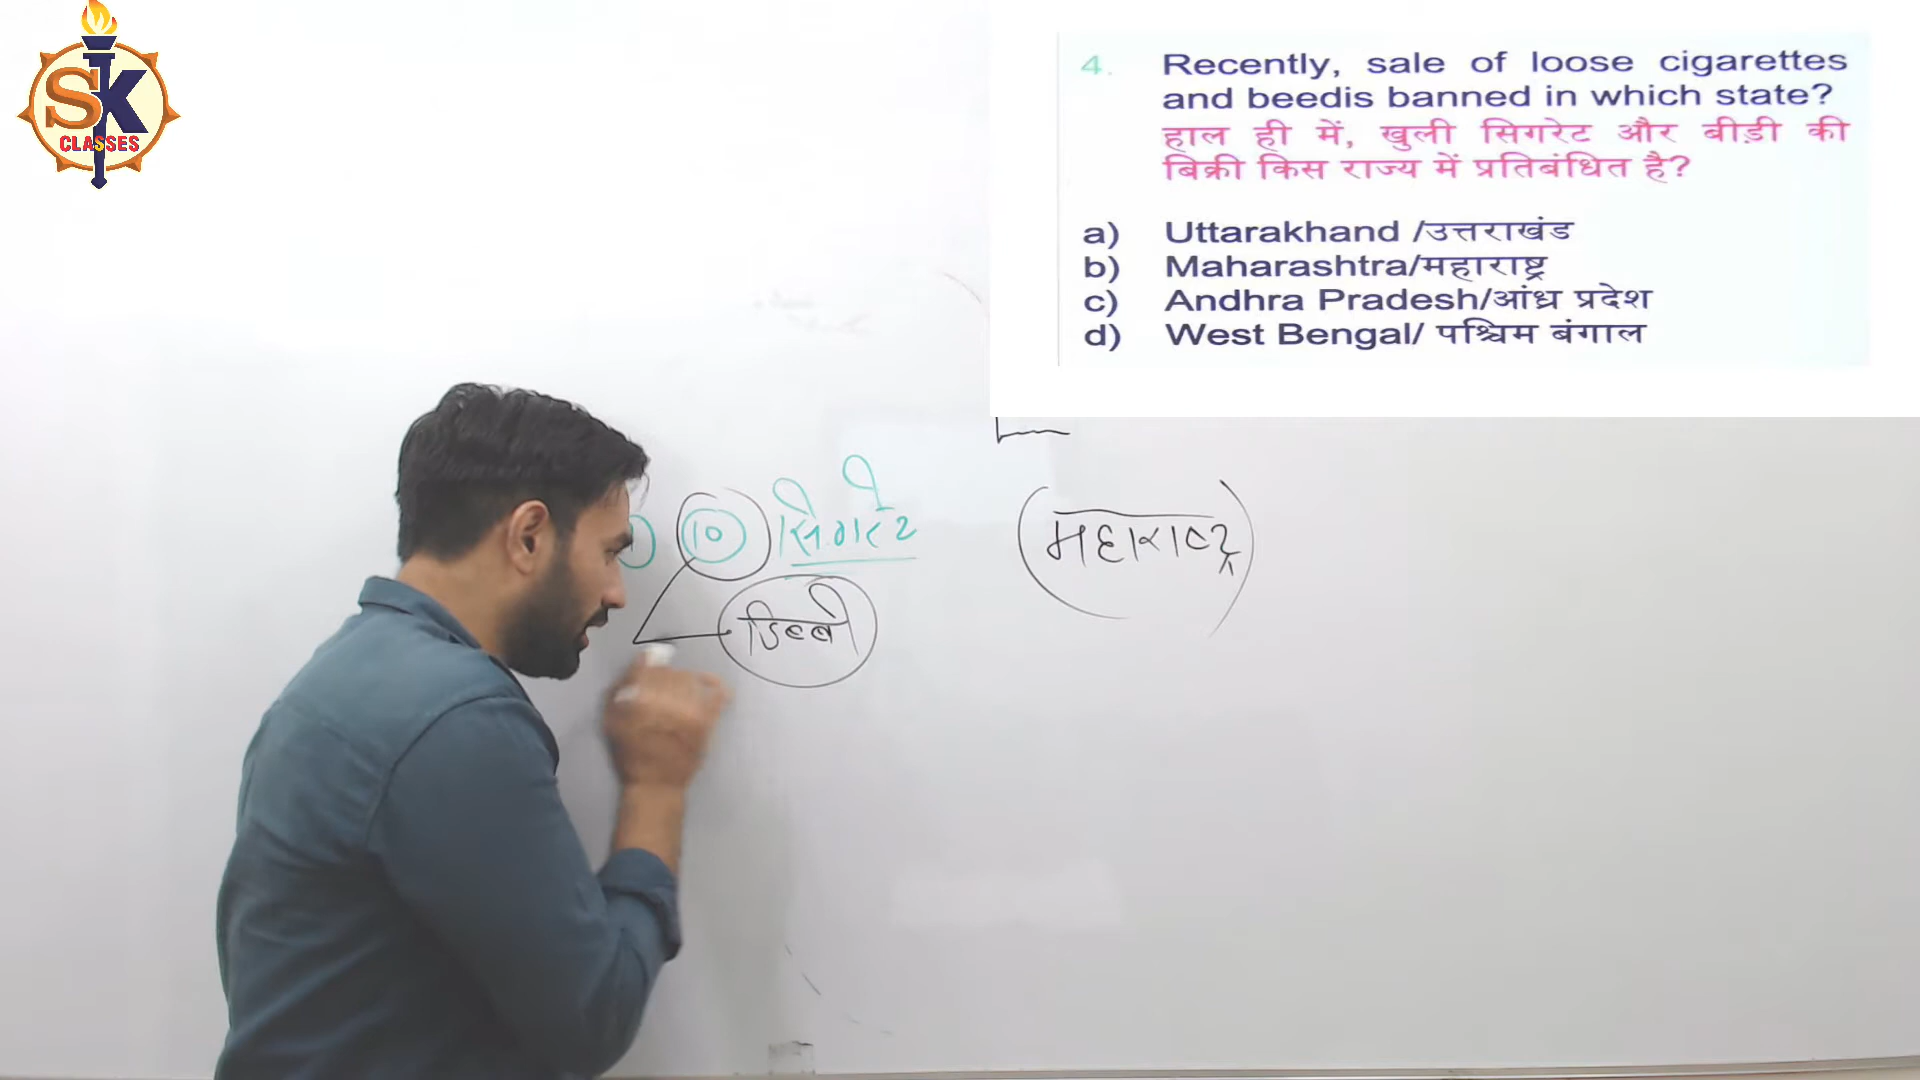 SK
CLASSES
4. Recently, sale of loose cigarettes
and beedis banned in which state?
हाल ही में, खुली सिगरेट और बीड़ी की
बिक्री किस राज्य में प्रतिबंधित है?
a) Uttarakhand /उत्तराखंड
b) Maharashtra/महाराष्ट्र
c) Andhra Pradesh/आंध्र प्रदेश
d) West Bengal/ पश्चिम बंगाल
10 सिगरेट
डिब्बी
महाराष्ट्र